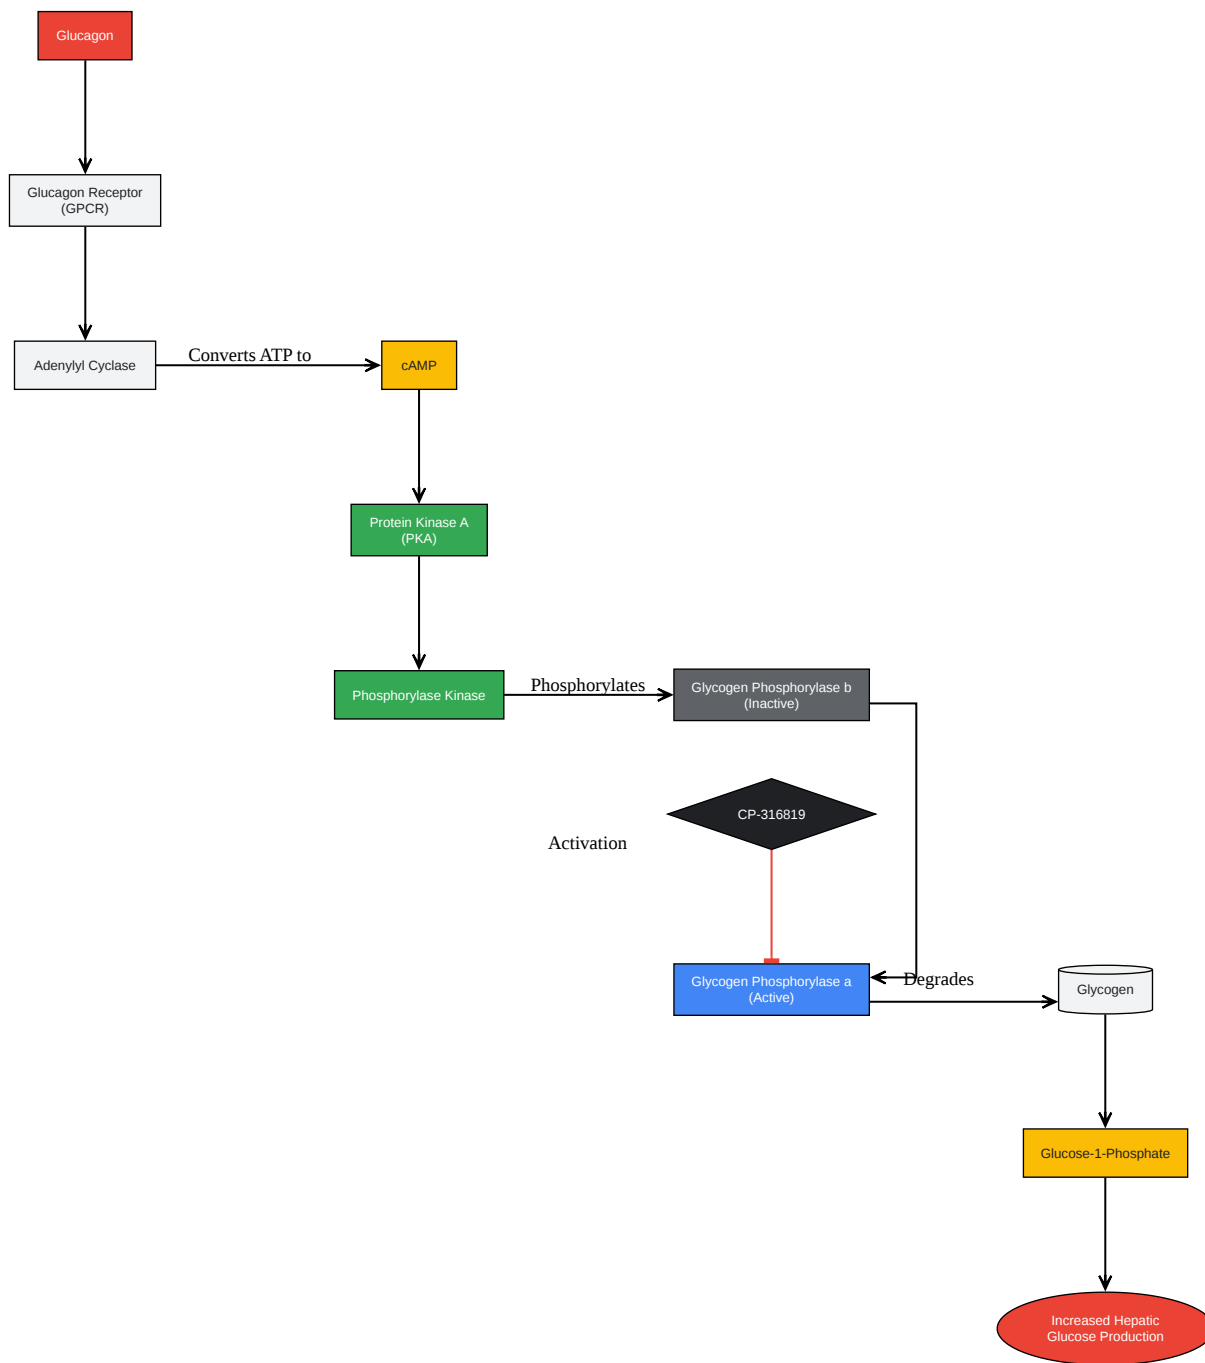 Glucagon
Glucagon Receptor
(GPCR)
Adenylyl Cyclase
Converts ATP to
cAMP
Protein Kinase A
(PKA)
Phosphorylase Kinase
Phosphorylates
Glycogen Phosphorylase b
(Inactive)
CP-316819
Activation
Glycogen Phosphorylase a
(Active)
Degrades
Glycogen
Glucose-1-Phosphate
Increased Hepatic
Glucose Production